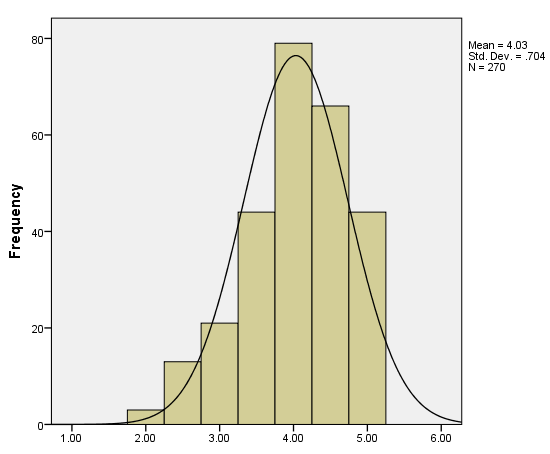 Mean = 4.03
Std. Dev. = .704
N = 270
Frequency
80
60
40
20
0
1.00 2.00 3.00 4.00 5.00 6.00